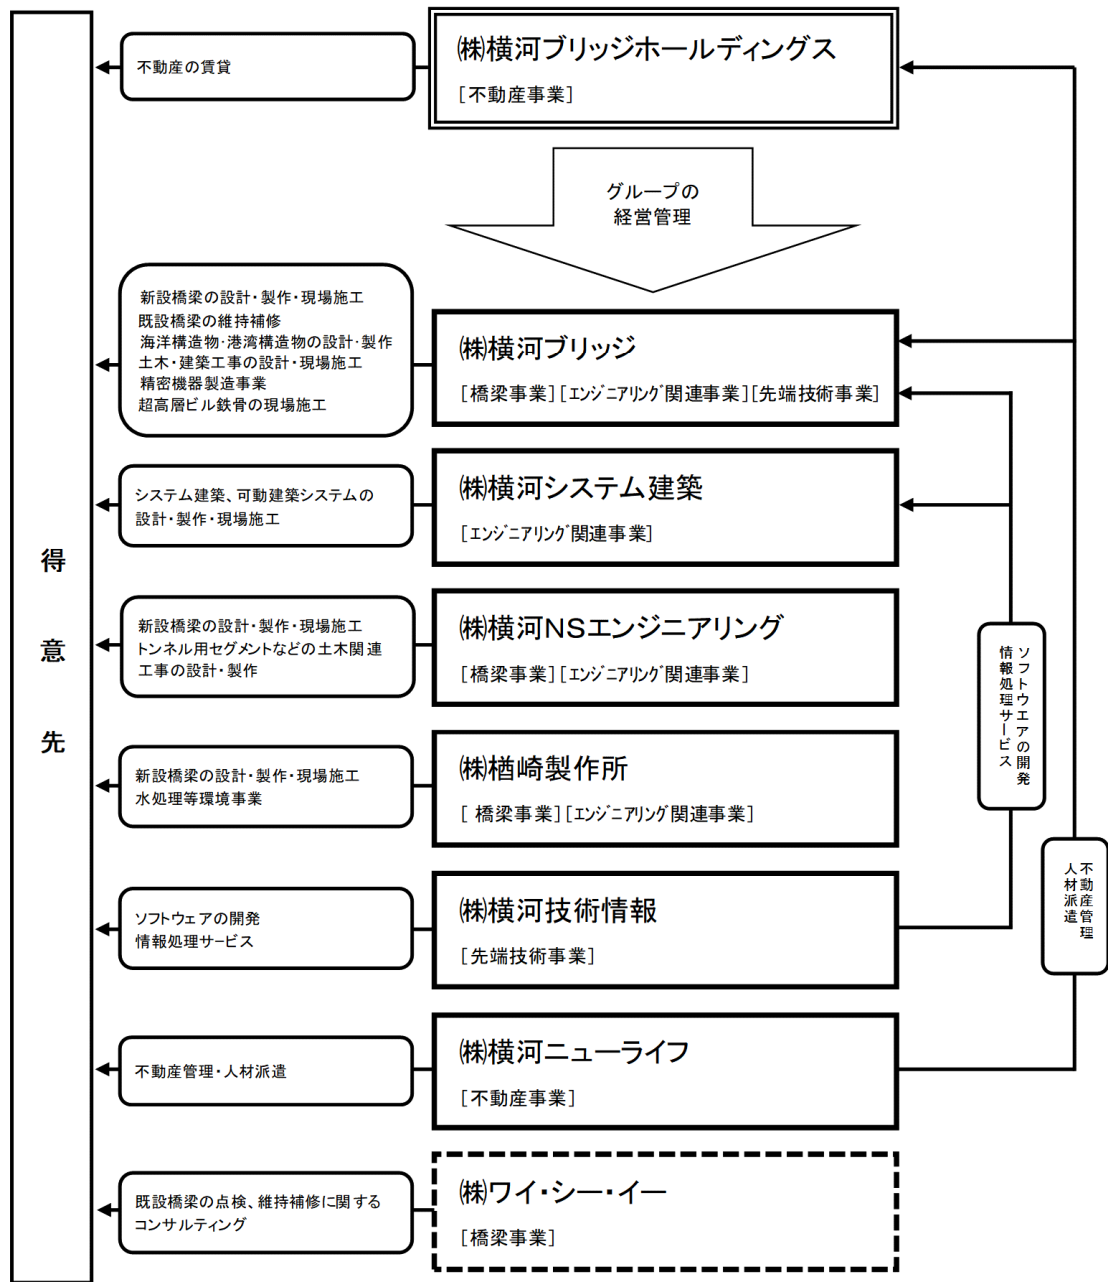 ㈱横河ブリッジホールディングス
[不動産事業]
不動産の賃貸
グループの
経営管理
新設橋梁の設計・製作・現場施工
既設橋梁の維持補修
海洋構造物・港湾構造物の設計・製作
土木・建築工事の設計・現場施工
精密機器製造事業
超高層ビル鉄骨の現場施工
㈱横河ブリッジ
[橋梁事業][エンジニアリング関連事業][先端技術事業]
システム建築、可動建築システムの
設計・製作・現場施工
㈱横河システム建築
[エンジニアリング関連事業]
新設橋梁の設計・製作・現場施工
トンネル用セグメントなどの土木関連
工事の設計・製作
㈱横河NSエンジニアリング
[橋梁事業][エンジニアリング関連事業]
新設橋梁の設計・製作・現場施工
水処理等環境事業
㈱楢崎製作所
[ 橋梁事業][エンジニアリング関連事業]
ソフトウェアの開発
情報処理サービス
㈱横河技術情報
[先端技術事業]
不動産管理・人材派遣
㈱横河ニューライフ
[不動産事業]
既設橋梁の点検、維持補修に関する
コンサルティング
㈱ワイ・シー・イー
[橋梁事業]
得意先
ソフトウエアの開発
情報処理サービス
不動産管理
人材派遣